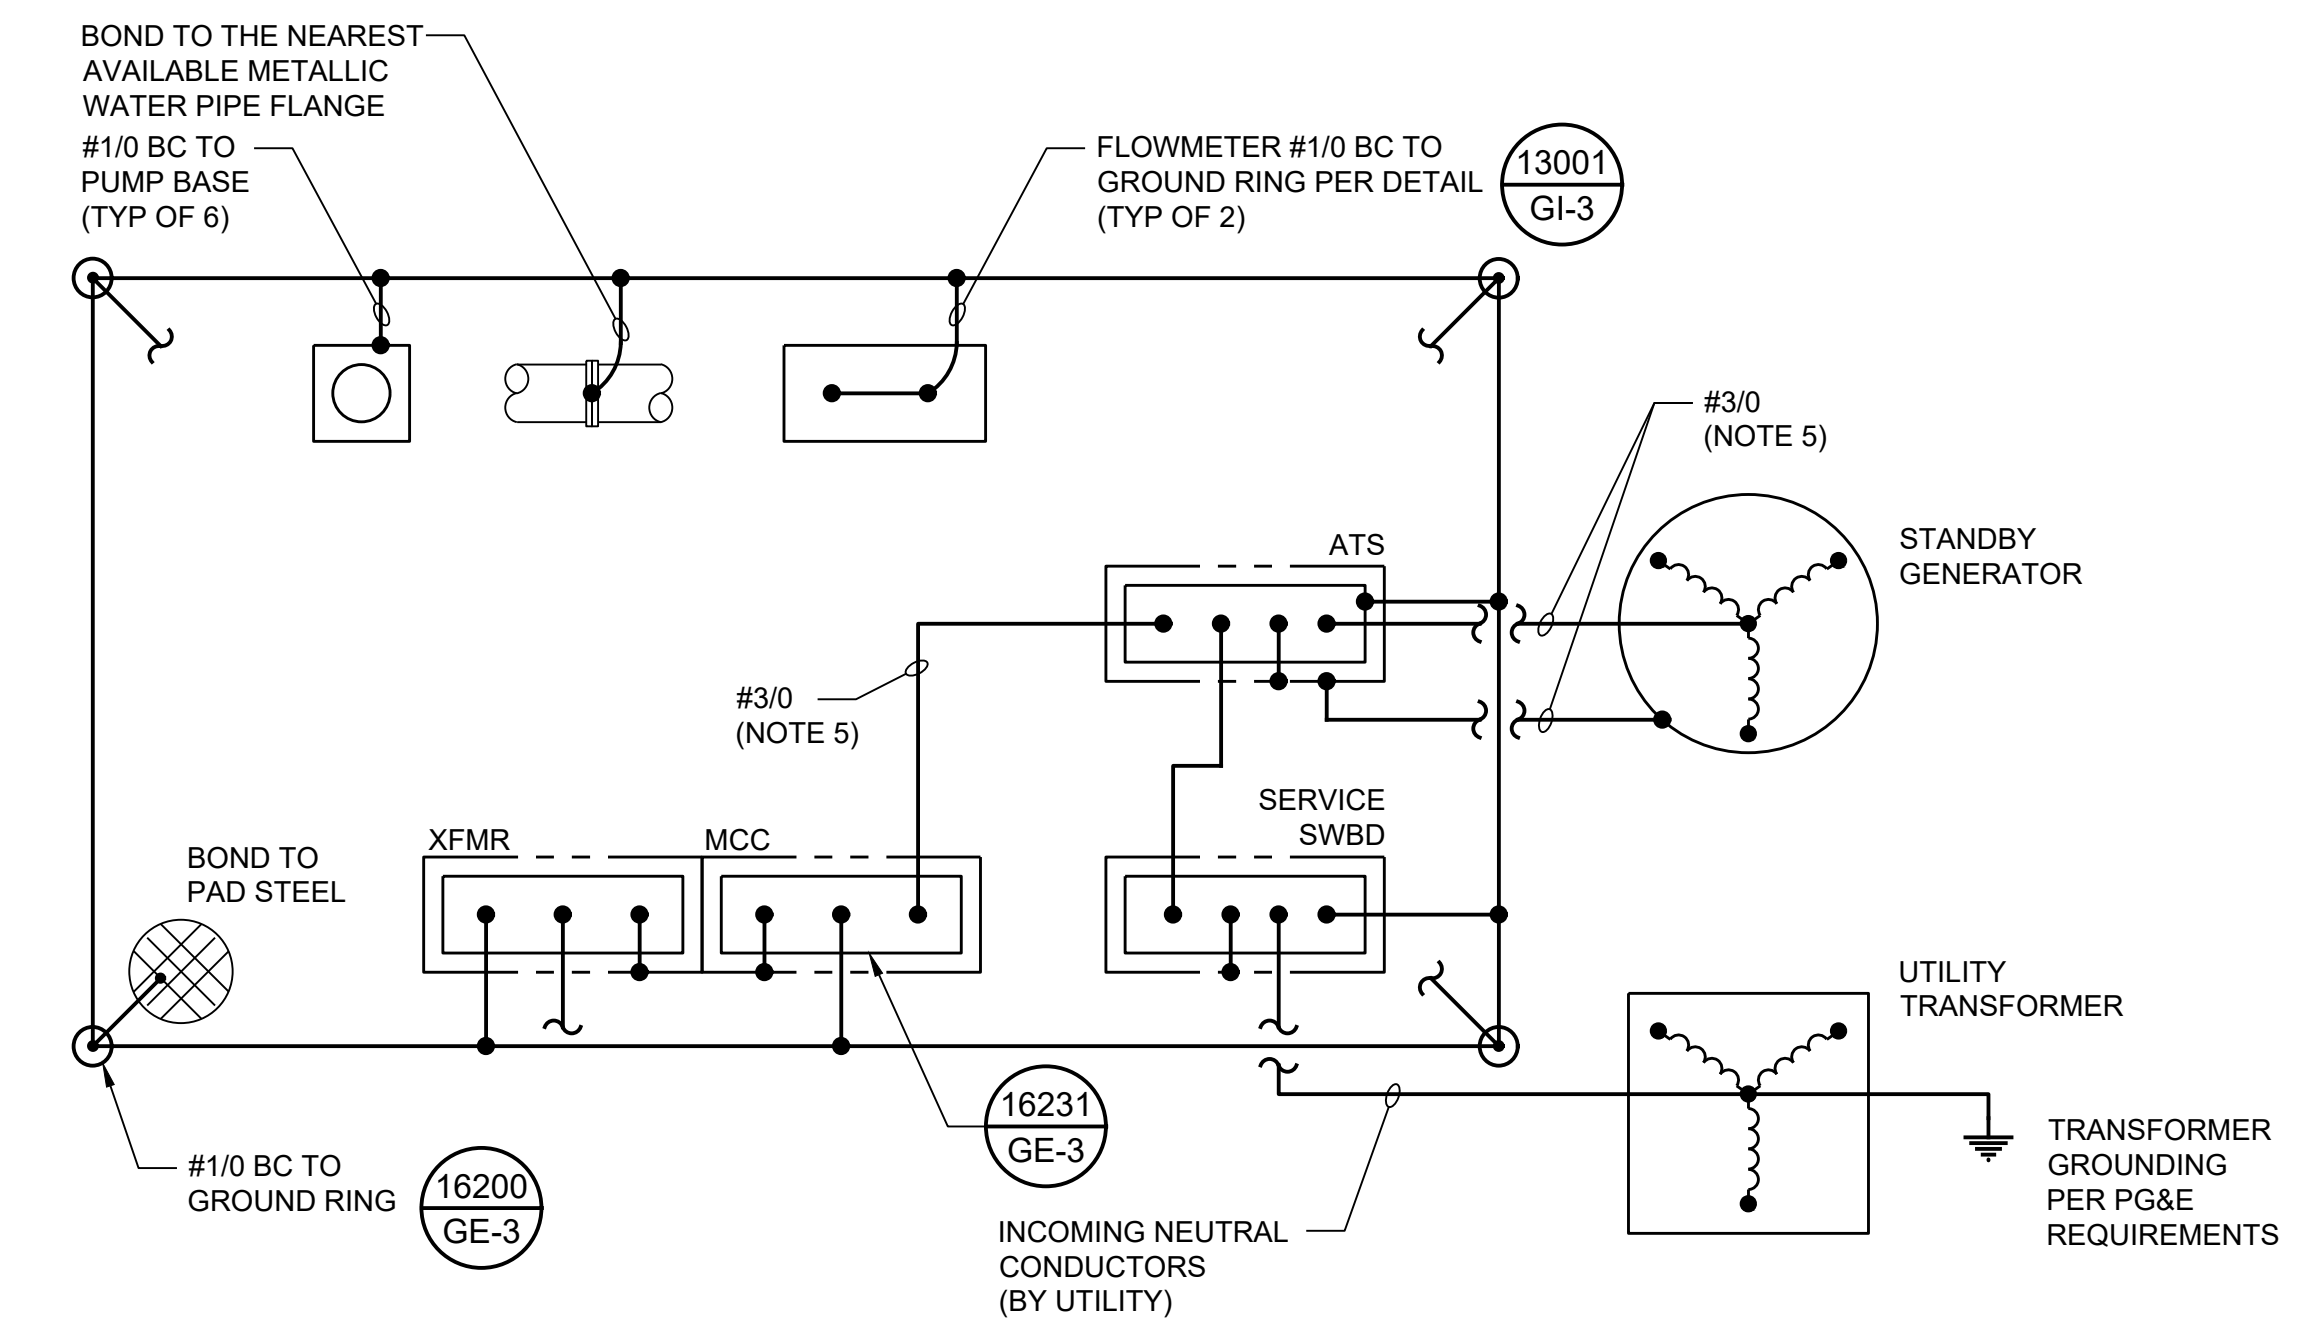 BOND TO THE NEAREST
AVAILABLE METALLIC
WATER PIPE FLANGE
#1/0 BC TO
PUMP BASE
(TYP OF 6)
FLOWMETER #1/0 BC TO
GROUND RING PER DETAIL
(TYP OF 2)
13001
GI-3
#3/0
(NOTE 5)
STANDBY
GENERATOR
ATS
#3/0
(NOTE 5)
SERVICE
SWBD
XFMR
MCC
BOND TO
PAD STEEL
UTILITY
TRANSFORMER
16231
GE-3
#1/0 BC TO
GROUND RING
16200
GE-3
INCOMING NEUTRAL
CONDUCTORS
(BY UTILITY)
TRANSFORMER
GROUNDING
PER PG&E
REQUIREMENTS